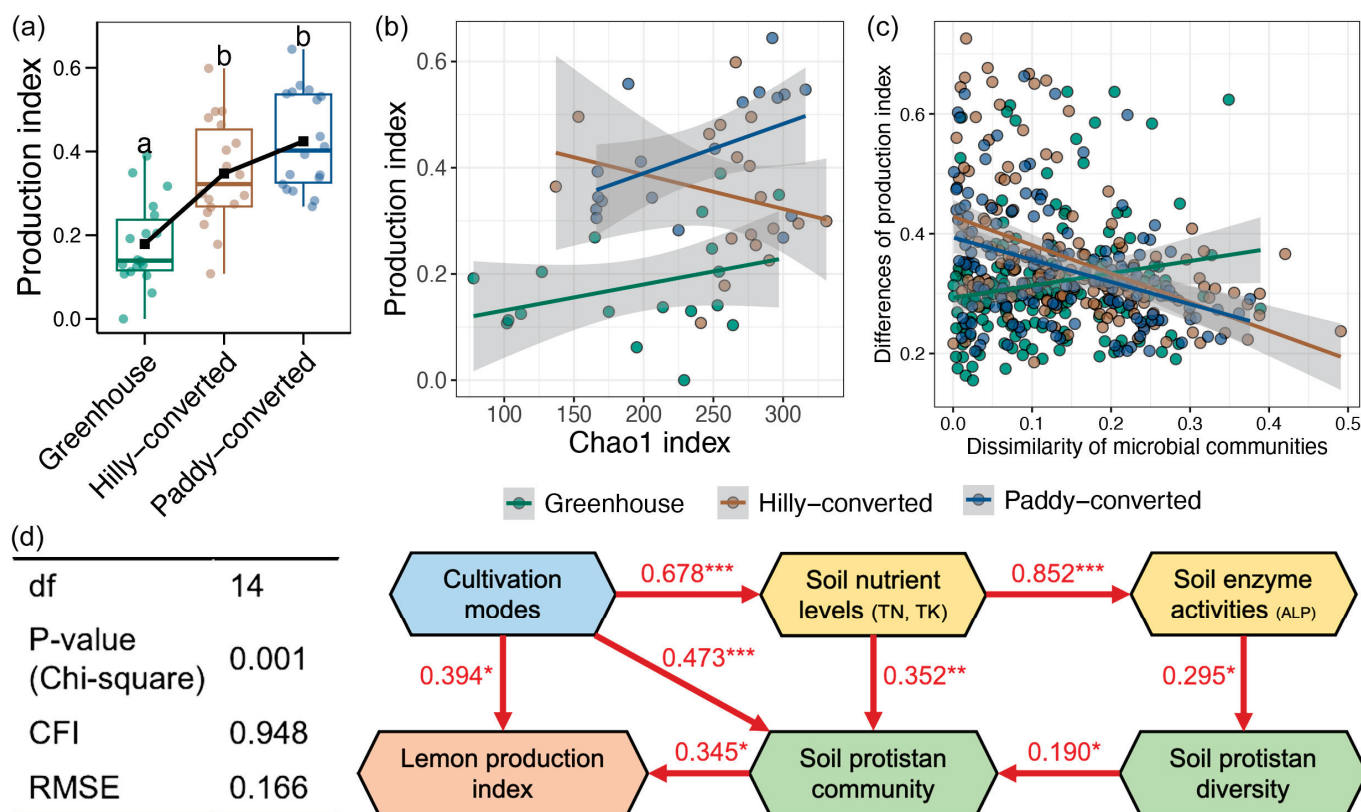 (a)
Production index
0.6
0.4
0.2
0.0
a
b
b
Greenhouse
Hilly-converted
Paddy-converted
(b)
Production index
0.6
0.4
0.2
0.0
100
150
200
250
300
Chao1 index
(c)
Differences of production index
0.6
0.4
0.2
0.0
0.1
0.2
0.3
0.4
0.5
Dissimilarity of microbial communities
Greenhouse
Hilly-converted
Paddy-converted
(d)
df 14
P-value
(Chi-square) 0.001
CFI 0.948
RMSE 0.166
Cultivation
modes
0.678***
Soil nutrient
levels (TN, TK)
0.852***
Soil enzyme
activities (ALP)
0.394*
0.473***
0.352**
0.295*
Lemon production
index
0.345*
Soil protistan
community
0.190*
Soil protistan
diversity